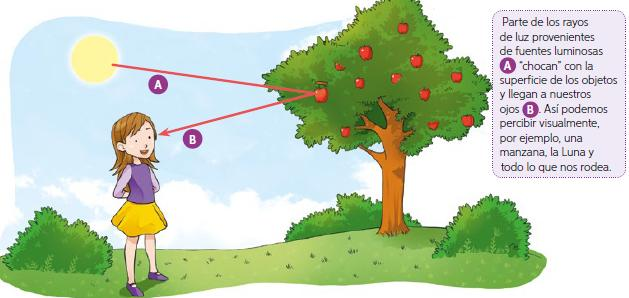 Parte de los rayos
de luz provenientes
de fuentes luminosas
A "chocan" con la
superficie de los objetos
y llegan a nuestros
ojos B. Así podemos
percibir visualmente,
por ejemplo, una
manzana, la Luna y
todo lo que nos rodea.
A
B